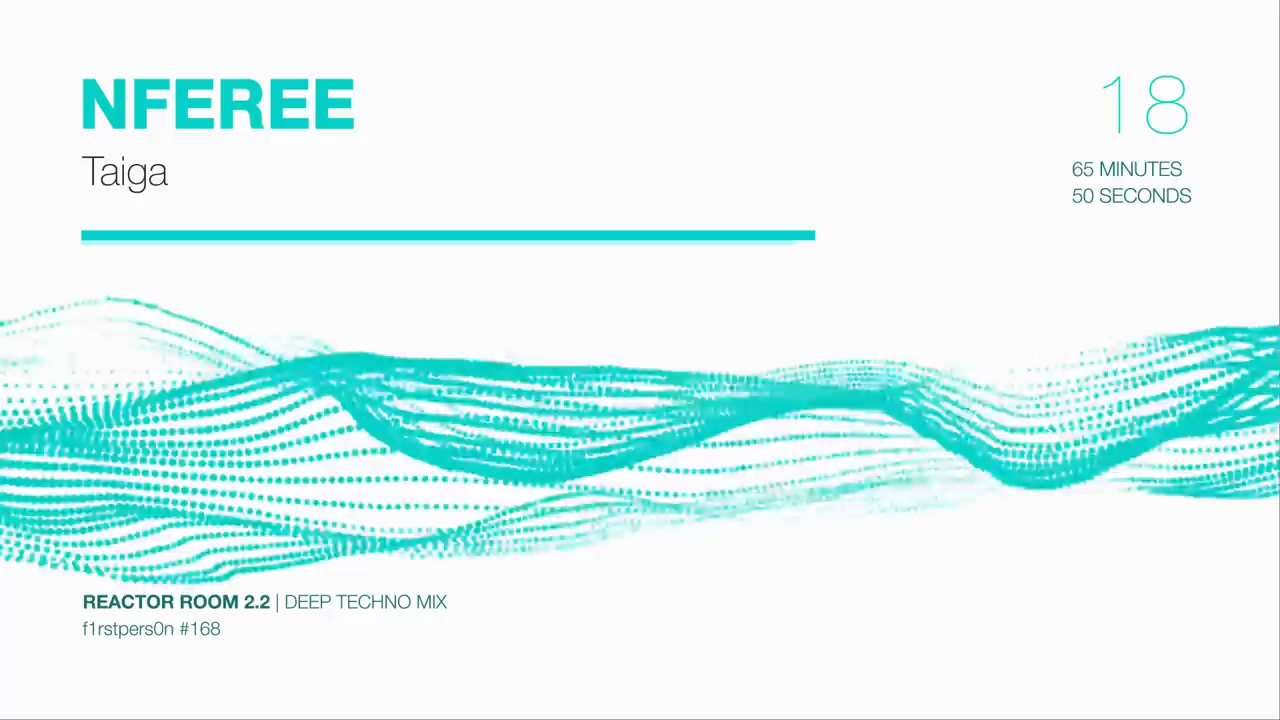 NFEREE
Taiga
18
65 MINUTES
50 SECONDS
REACTOR ROOM 2.2 | DEEP TECHNO MIX
f1rstpers0n #168